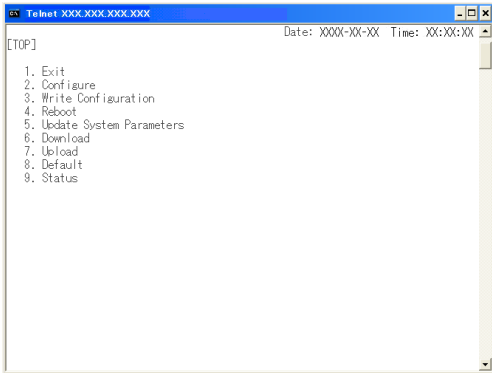 Telnet XXX.XXX.XXX.XXX
Date: XXXX-XX-XX Time: XX:XX:XX
[TOP]
1. Exit
2. Configure
3. Write Configuration
4. Reboot
5. Update System Parameters
6. Download
7. Upload
8. Default
9. Status